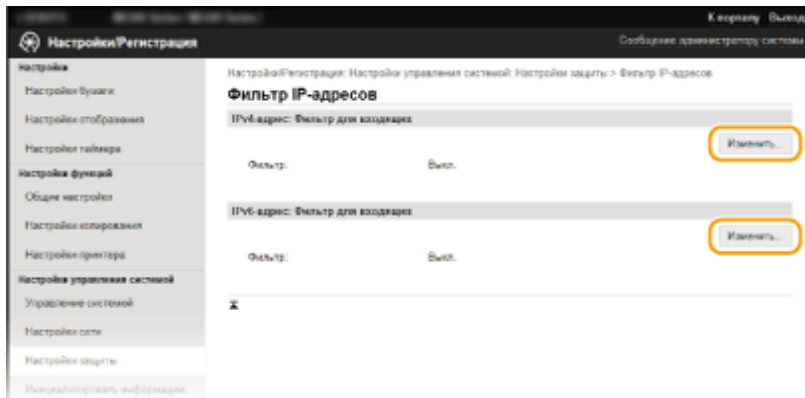 К порталу Выход
Настройки/Регистрация
Сообщение администратору системы
Настройки
Настройки бумаги
Настройки отображения
Настройки таймера
Настройки функций
Общие настройки
Настройки копирования
Настройки принтера
Настройки управления системой
Управление системой
Настройки сети
Настройки защиты
Инициализировать информацию
Настройки/Регистрация: Настройки управления системой: Настройки защиты > Фильтр IP-адресов
Фильтр IP-адресов
IPv4-адрес: Фильтр для входящих
Изменить...
Фильтр: Выкл.
IPv6-адрес: Фильтр для входящих
Изменить...
Фильтр: Выкл.